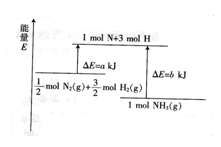 能量
E
1 mol N+3 mol H
ΔE=a kJ
ΔE=b kJ
1/2 mol N₂(g)+3/2 mol H₂(g)
1 mol NH₃(g)